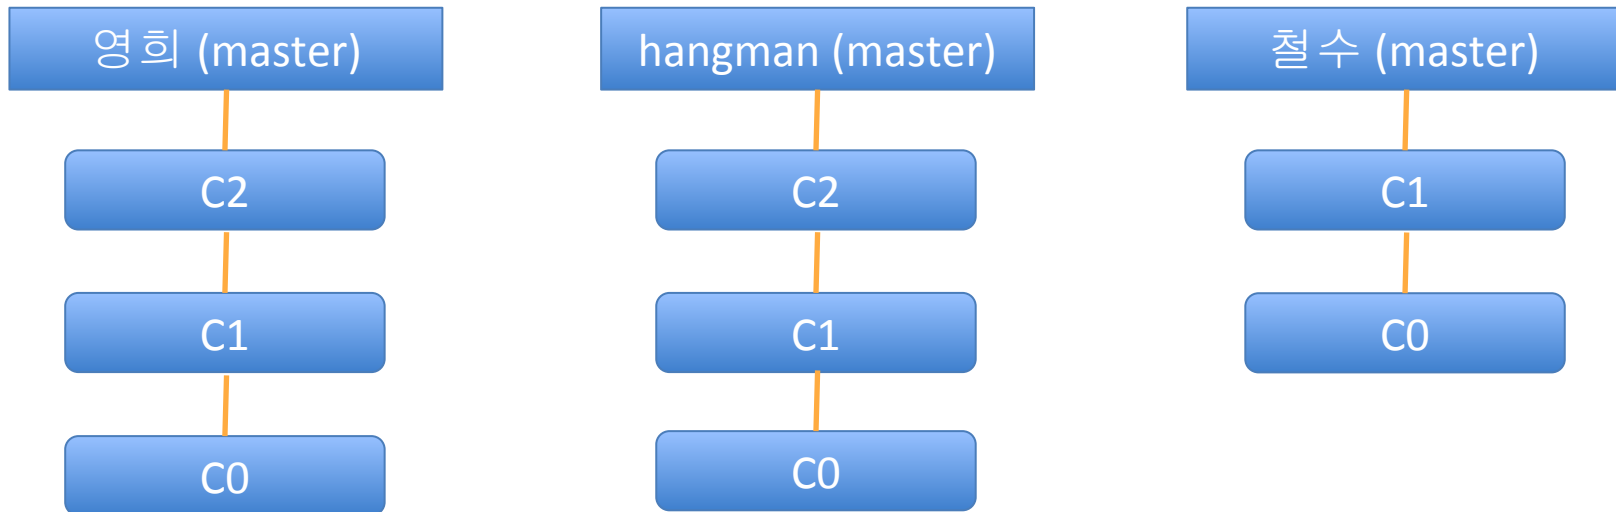 영희 (master)
C2
C1
C0
hangman (master)
C2
C1
C0
철수 (master)
C1
C0